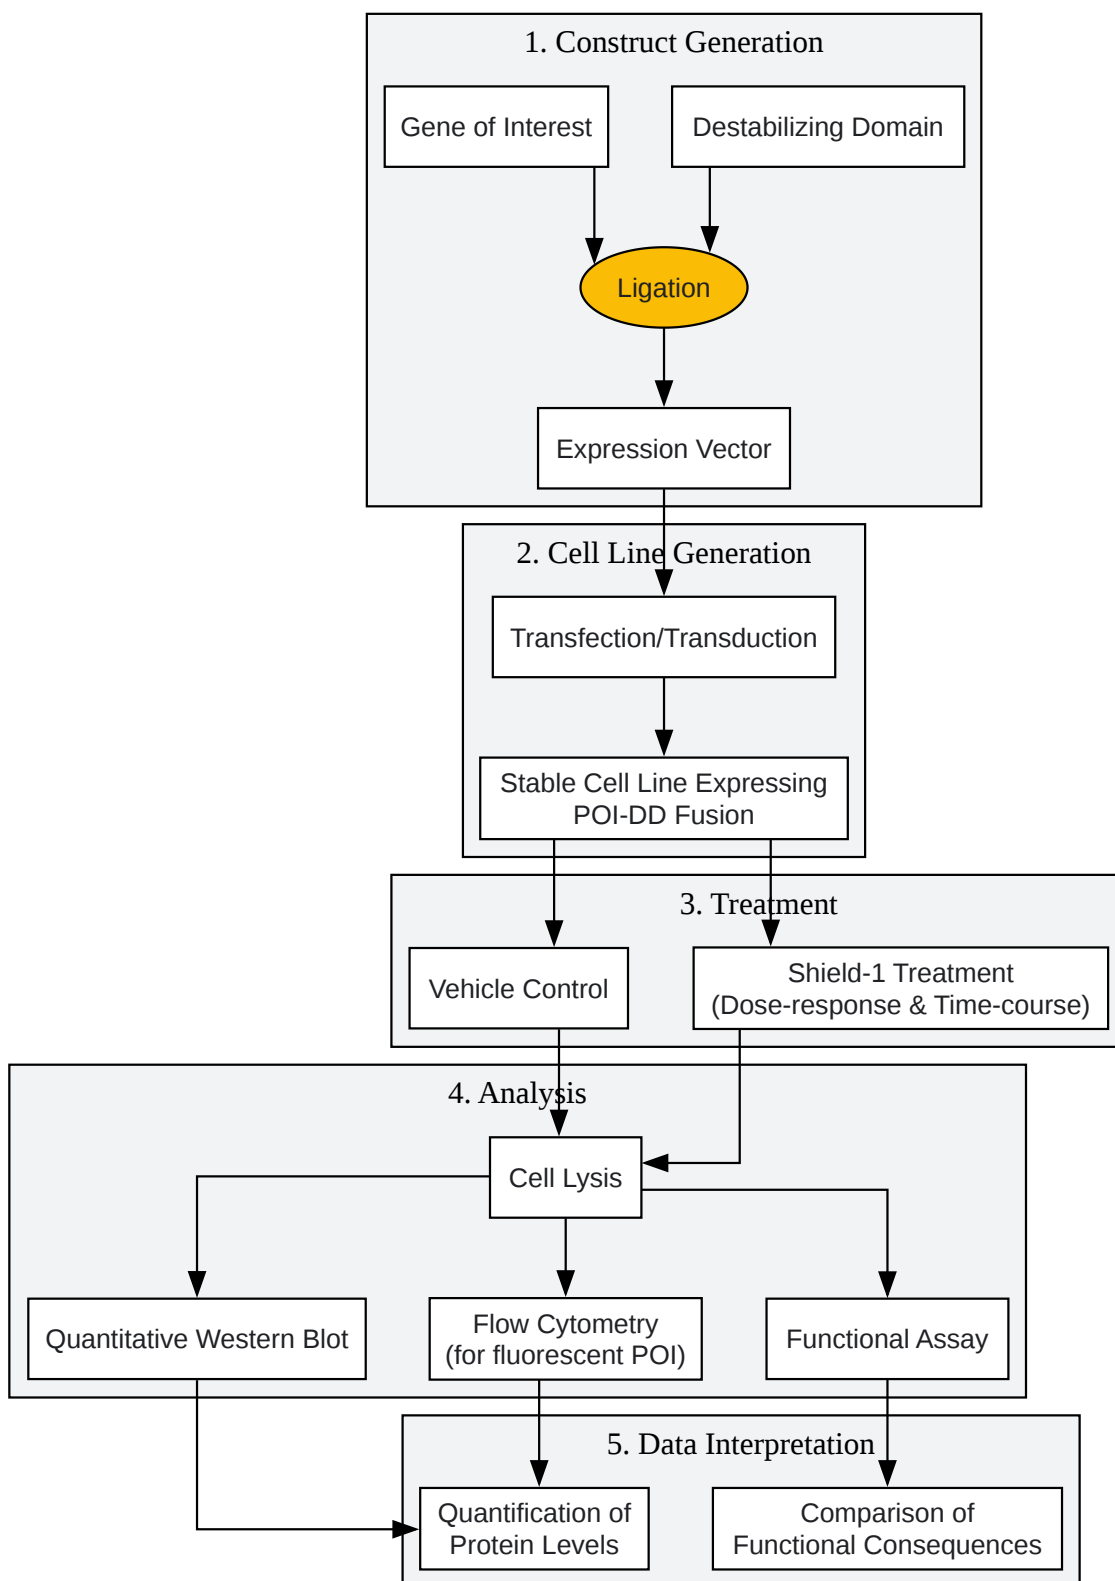 1. Construct Generation
Gene of Interest
Destabilizing Domain
Ligation
Expression Vector
2. Cell Line Generation
Transfection/Transduction
Stable Cell Line Expressing
POI-DD Fusion
3. Treatment
Vehicle Control
Shield-1 Treatment
(Dose-response & Time-course)
4. Analysis
Cell Lysis
Quantitative Western Blot
Flow Cytometry
(for fluorescent POI)
Functional Assay
5. Data Interpretation
Quantification of
Protein Levels
Comparison of
Functional Consequences